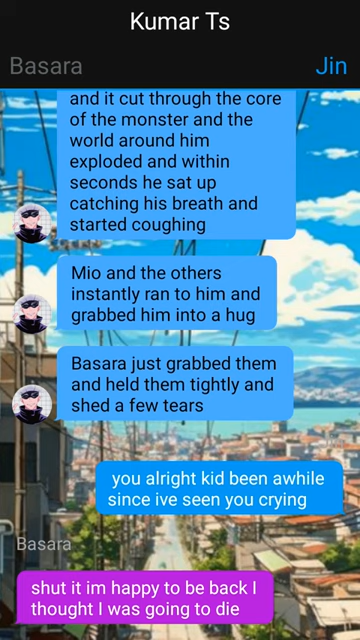 Kumar Ts
Basara
Jin
and it cut through the core
of the monster and the
world around him
exploded and within
seconds he sat up
catching his breath and
started coughing
Mio and the others
instantly ran to him and
grabbed him into a hug
Basara just grabbed them
and held them tightly and
shed a few tears
you alright kid been awhile
since ive seen you crying
Basara
shut it im happy to be back I
thought I was going to die